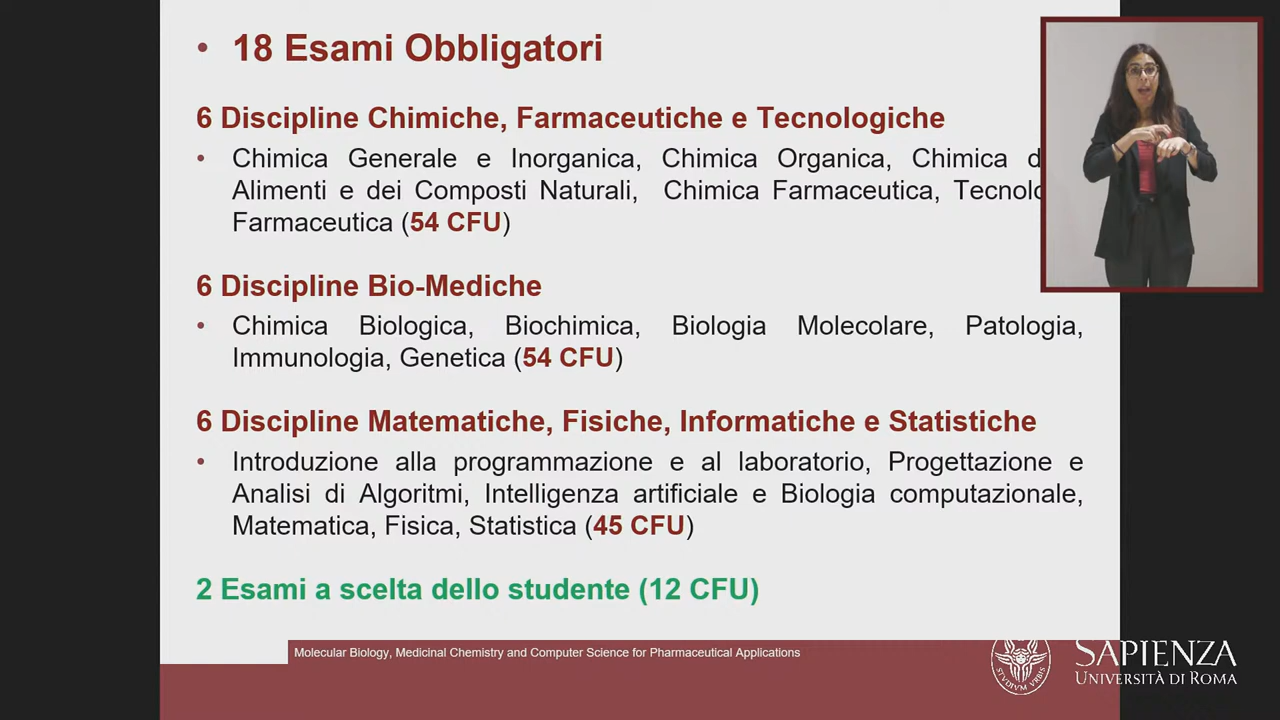 • 18 Esami Obbligatori
6 Discipline Chimiche, Farmaceutiche e Tecnologiche
• Chimica Generale e Inorganica, Chimica Organica, Chimica
Alimenti e dei Composti Naturali, Chimica Farmaceutica,
Farmaceutica (54 CFU)
6 Discipline Bio-Mediche
• Chimica Biologica, Biochimica, Biologia Molecolare, Patologia,
Immunologia, Genetica (54 CFU)
6 Discipline Matematiche, Fisiche, Informatiche e Statistiche
• Introduzione alla programmazione e al laboratorio, Progettazione e
Analisi di Algoritmi, Intelligenza artificiale e Biologia computazionale,
Matematica, Fisica, Statistica (45 CFU)
2 Esami a scelta dello studente (12 CFU)
Molecular Biology, Medicinal Chemistry and Computer Science for Pharmaceutical Applications
STUDIUM URBIS
SAPIENZA
UNIVERSITÀ DI ROMA